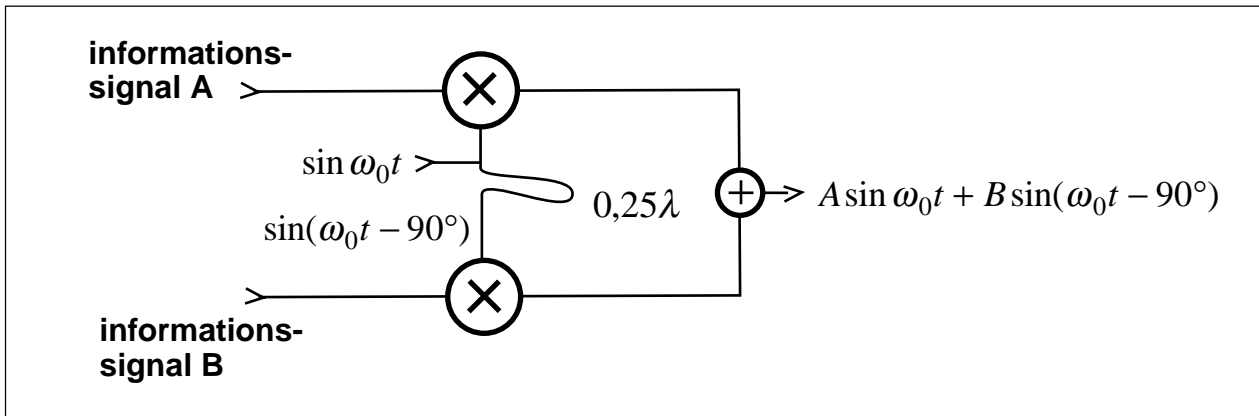 informations-
signal A
sin ω₀t
0,25λ
sin(ω₀t − 90°)
A sin ω₀t + B sin(ω₀t − 90°)
informations-
signal B